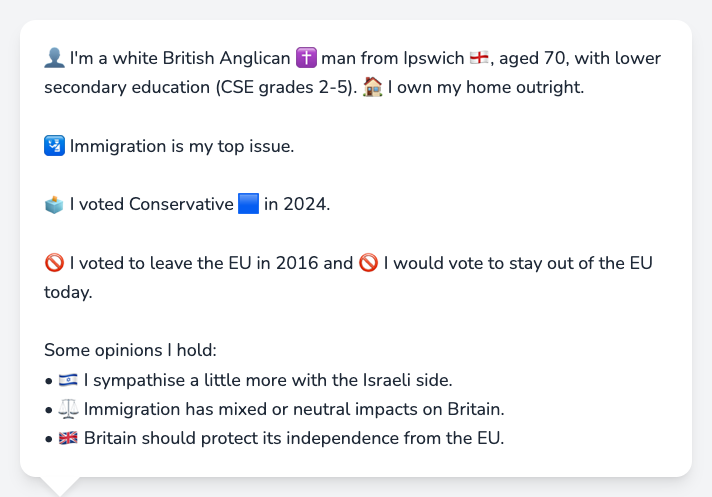 👤 I'm a white British Anglican ✝️ man from Ipswich 🏴󠁧󠁢󠁥󠁮󠁧󠁿, aged 70, with lower
secondary education (CSE grades 2-5). 🏠 I own my home outright.
🛂 Immigration is my top issue.
🗳️ I voted Conservative 🟦 in 2024.
🚫 I voted to leave the EU in 2016 and 🚫 I would vote to stay out of the EU
today.
Some opinions I hold:
• 🇮🇱 I sympathise a little more with the Israeli side.
• ⚖️ Immigration has mixed or neutral impacts on Britain.
• 🇬🇧 Britain should protect its independence from the EU.